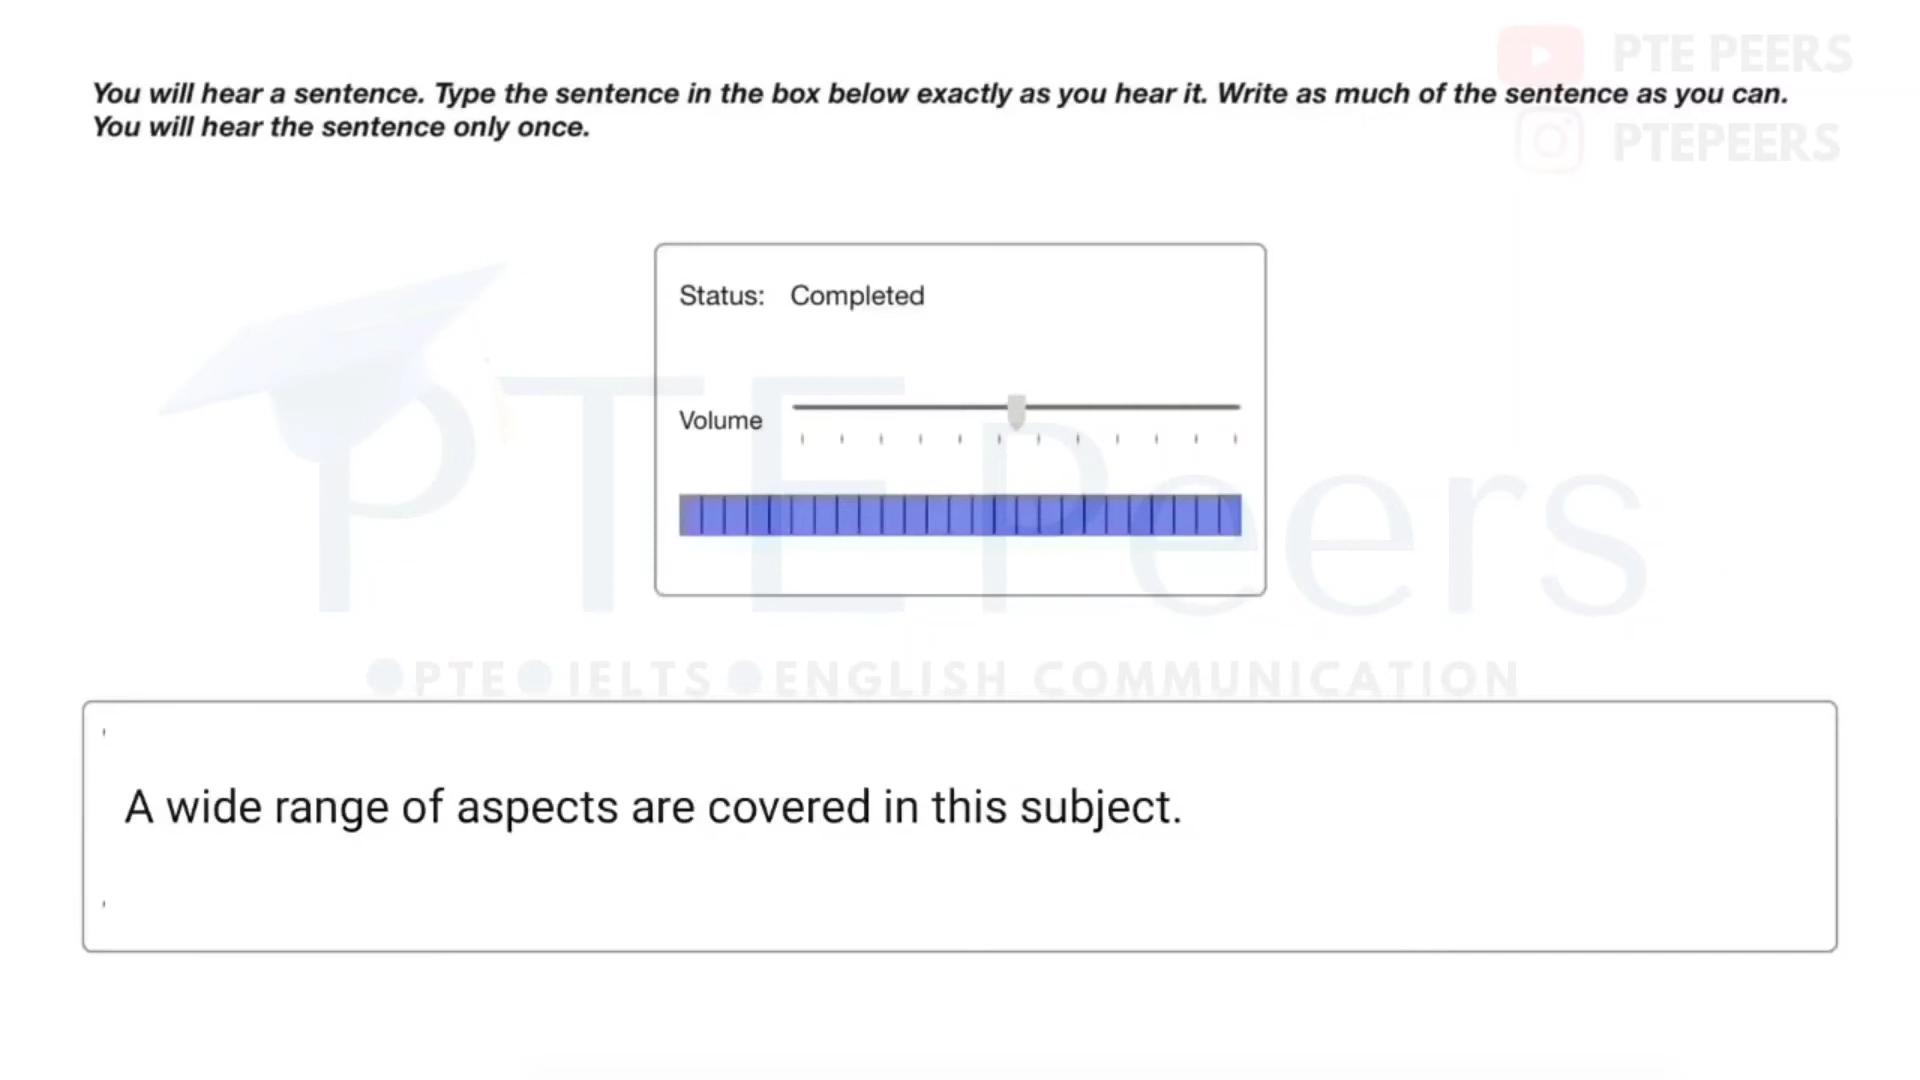 PTE PEERS
You will hear a sentence. Type the sentence in the box below exactly as you hear it. Write as much of the sentence as you can.
You will hear the sentence only once.
PTEPEERS
Status: Completed
Volume
PTE Peers
PTE IELTS ENGLISH COMMUNICATION
A wide range of aspects are covered in this subject.